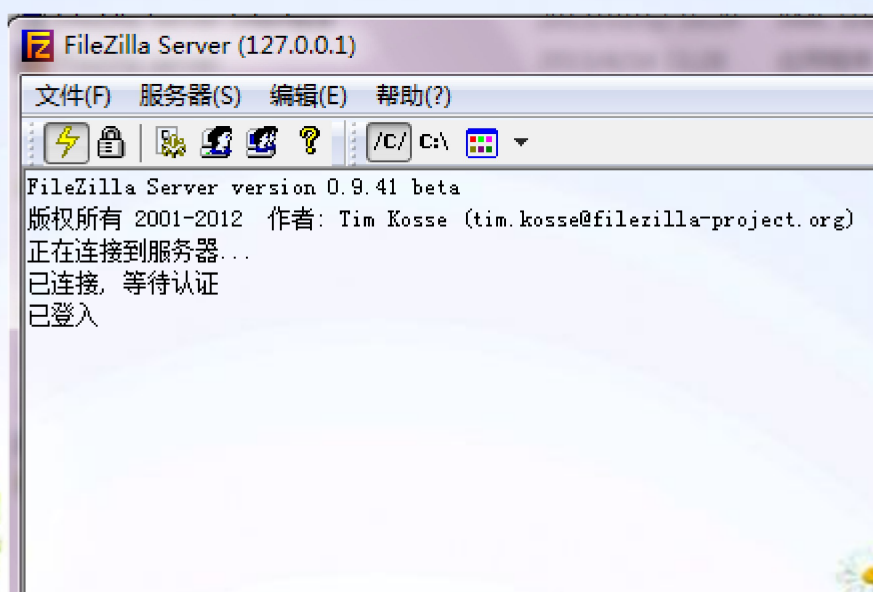 FileZilla Server (127.0.0.1)
文件(F) 服务器(S) 编辑(E) 帮助(?)
/C/ C:\
FileZilla Server version 0.9.41 beta
版权所有 2001-2012 作者: Tim Kosse (tim.kosse@filezilla-project.org)
正在连接到服务器...
已连接, 等待认证
已登入